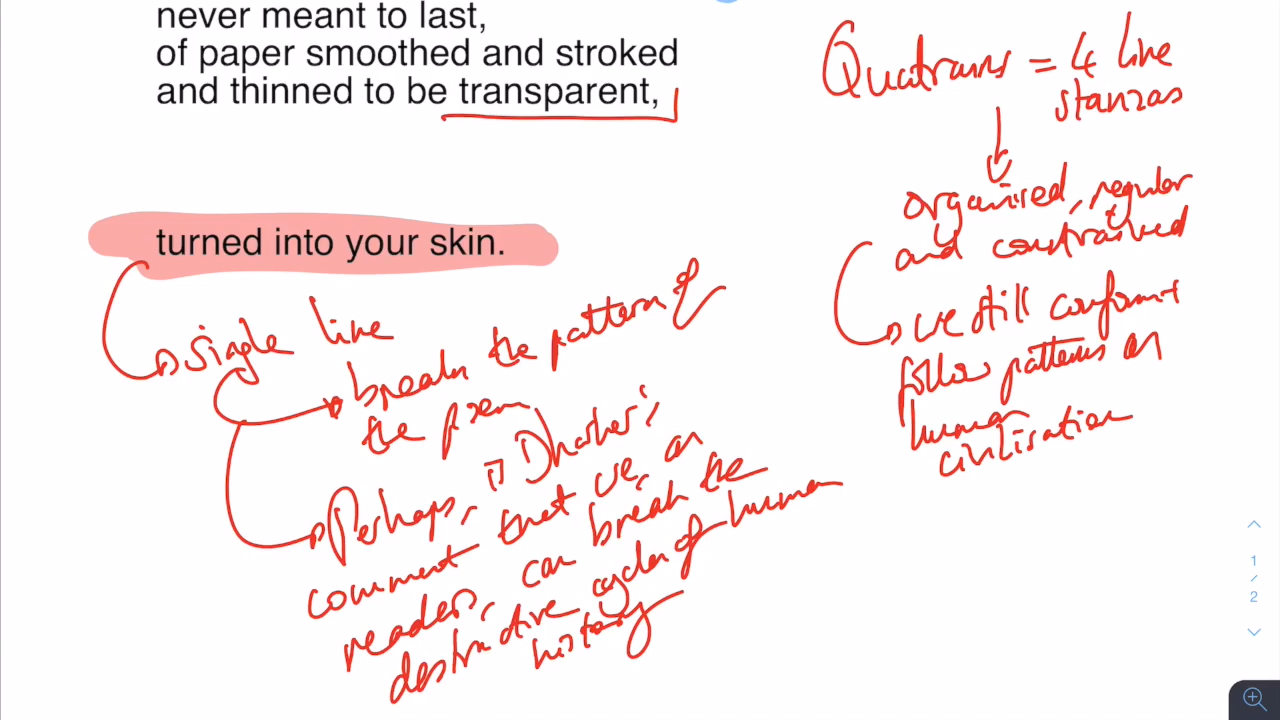 never meant to last,
of paper smoothed and stroked
and thinned to be transparent,
turned into your skin.
Quatrains = 4 line
stanzas
organised, regular
and constrained
we still conform +
follow patterns as
human
civilisation
single line
breaks the pattern of
the poem
Perhaps, Dharker's
comment that we, as
readers, can break the
destructive cycles of human
history
1
/
2